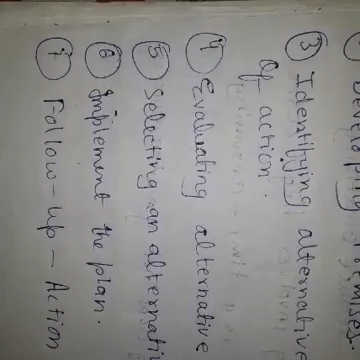 ③ Identifying alternative
of action.
④ Evaluating alternative
⑤ Selecting an alternati
⑥ Implement the plan.
⑦ Follow-up - Action